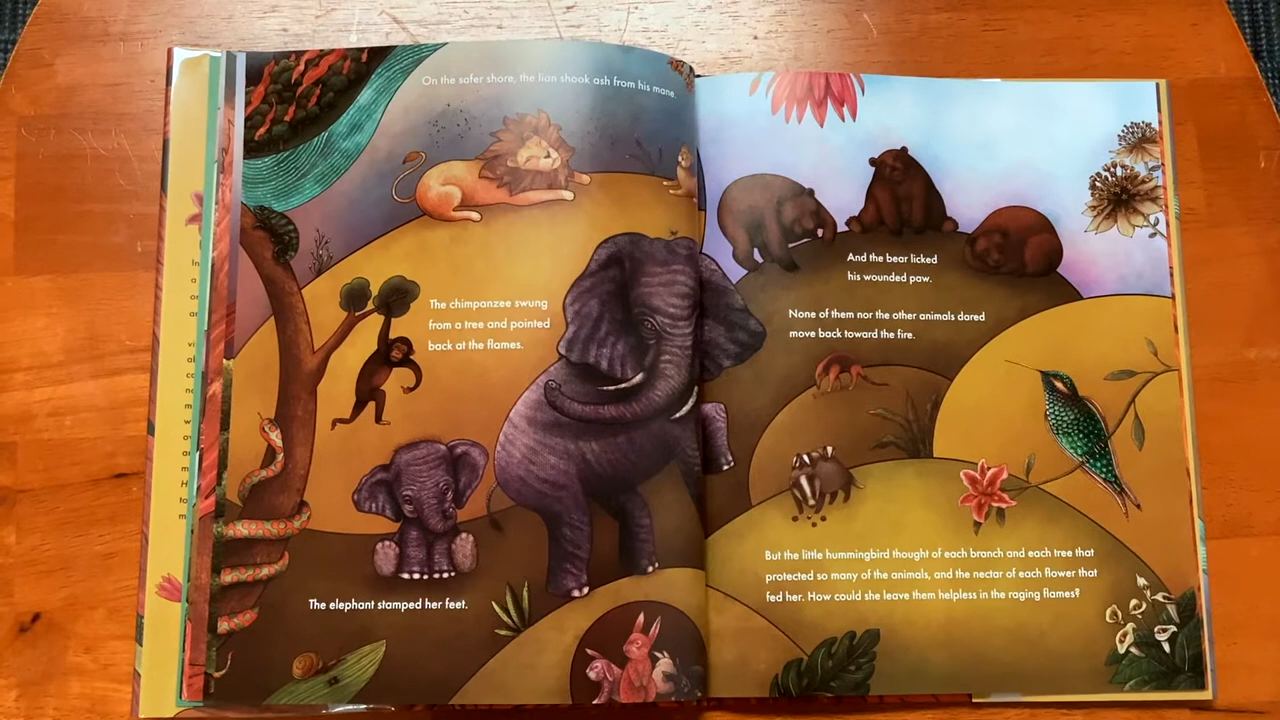 On the safer shore, the lion shook ash from his mane.
The chimpanzee swung
from a tree and pointed
back at the flames.
The elephant stamped her feet.
And the bear licked
his wounded paw.
None of them nor the other animals dared
move back toward the fire.
But the little hummingbird thought of each branch and each tree that
protected so many of the animals, and the nectar of each flower that
fed her. How could she leave them helpless in the raging flames?